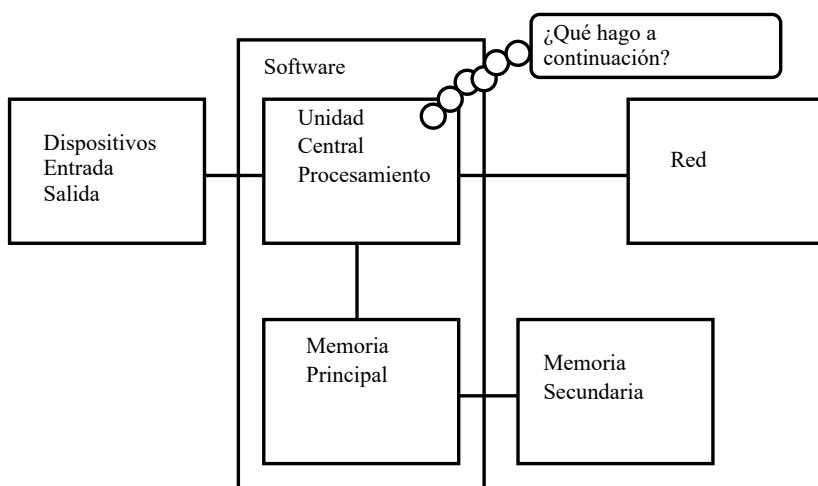 ¿Qué hago a
continuación?
Software
Unidad
Central
Procesamiento
Dispositivos
Entrada
Salida
Red
Memoria
Principal
Memoria
Secundaria